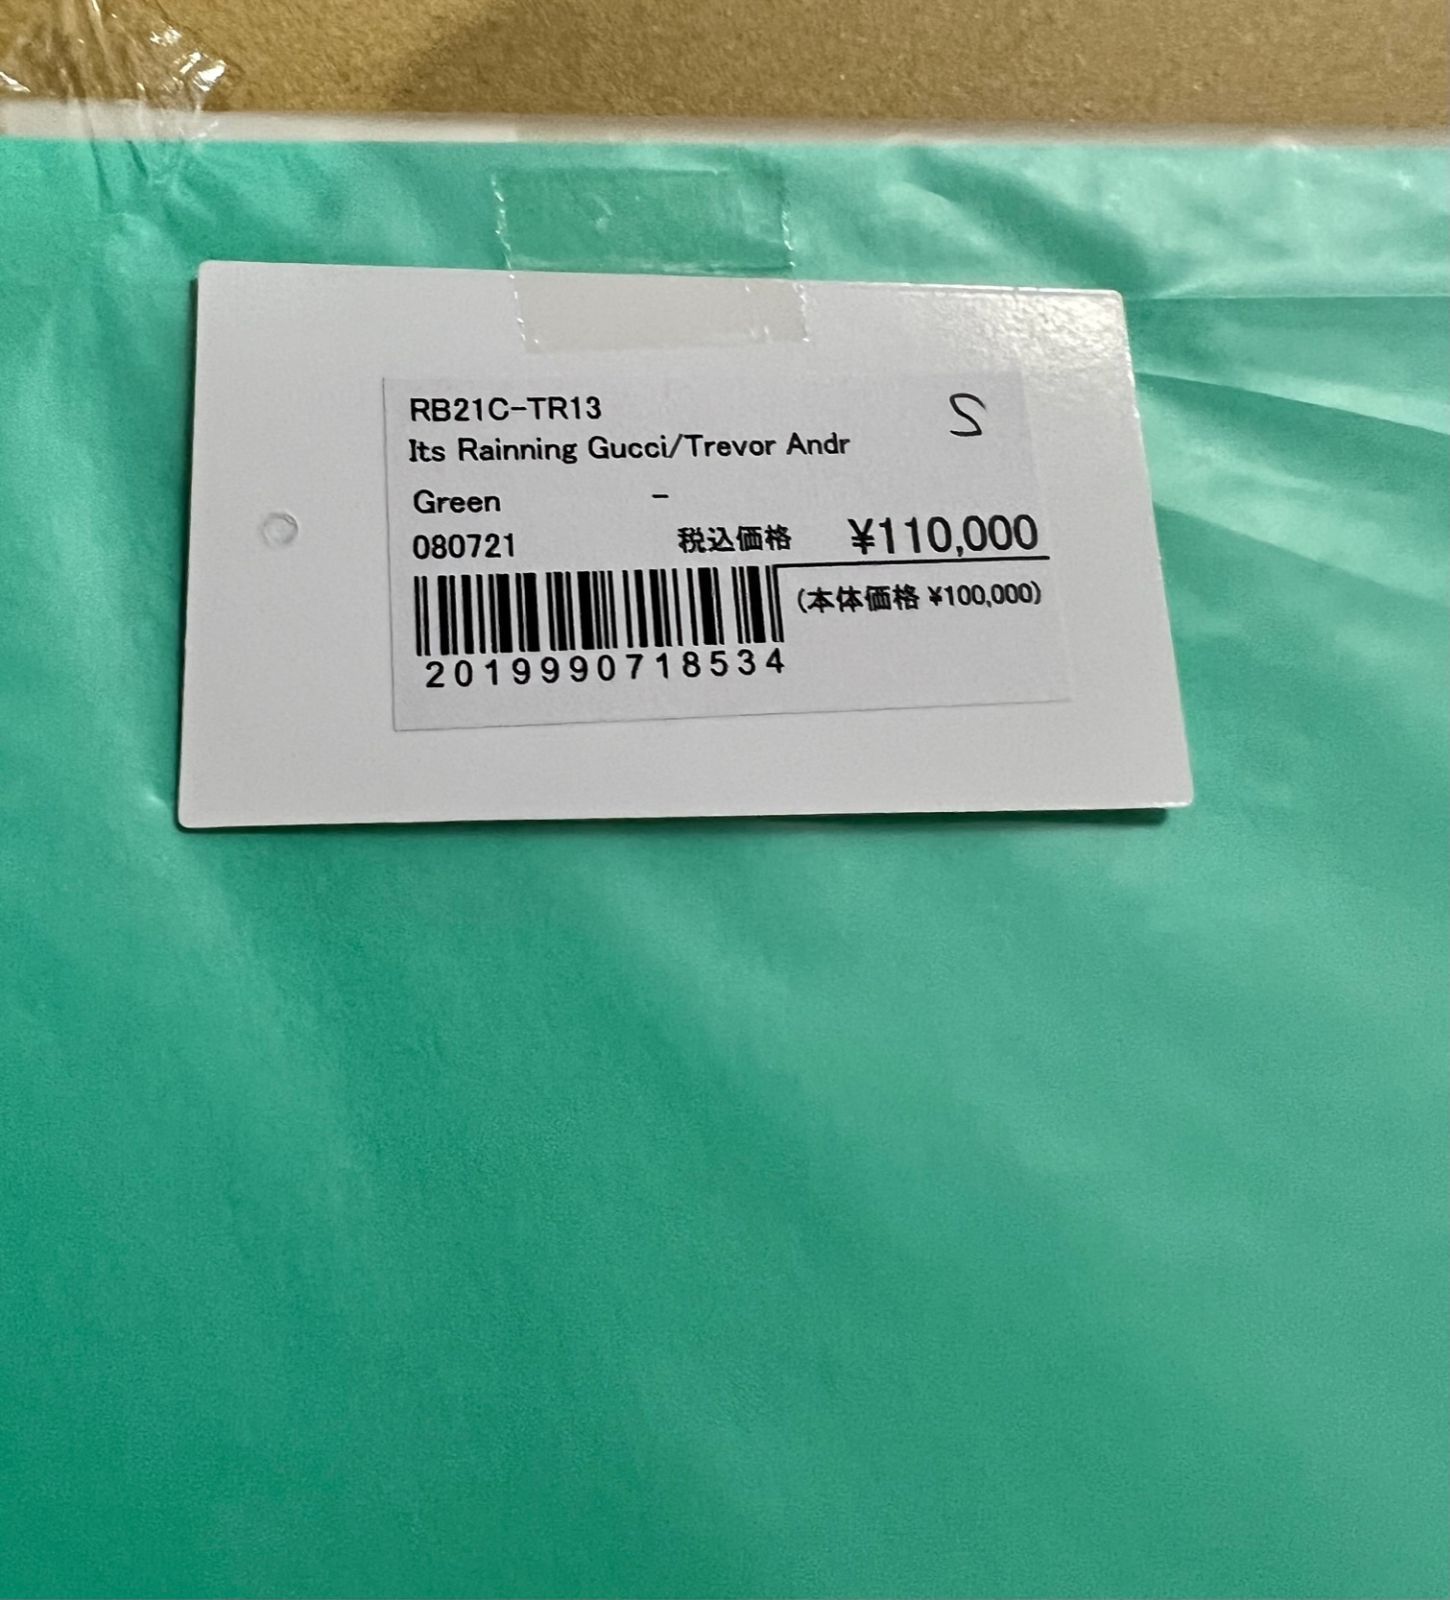 RB21C-TR13
S
Its Rainning Gucci/Trevor Andr
Green -
080721 税込価格 ¥110,000
(本体価格 ¥100,000)
2019990718534